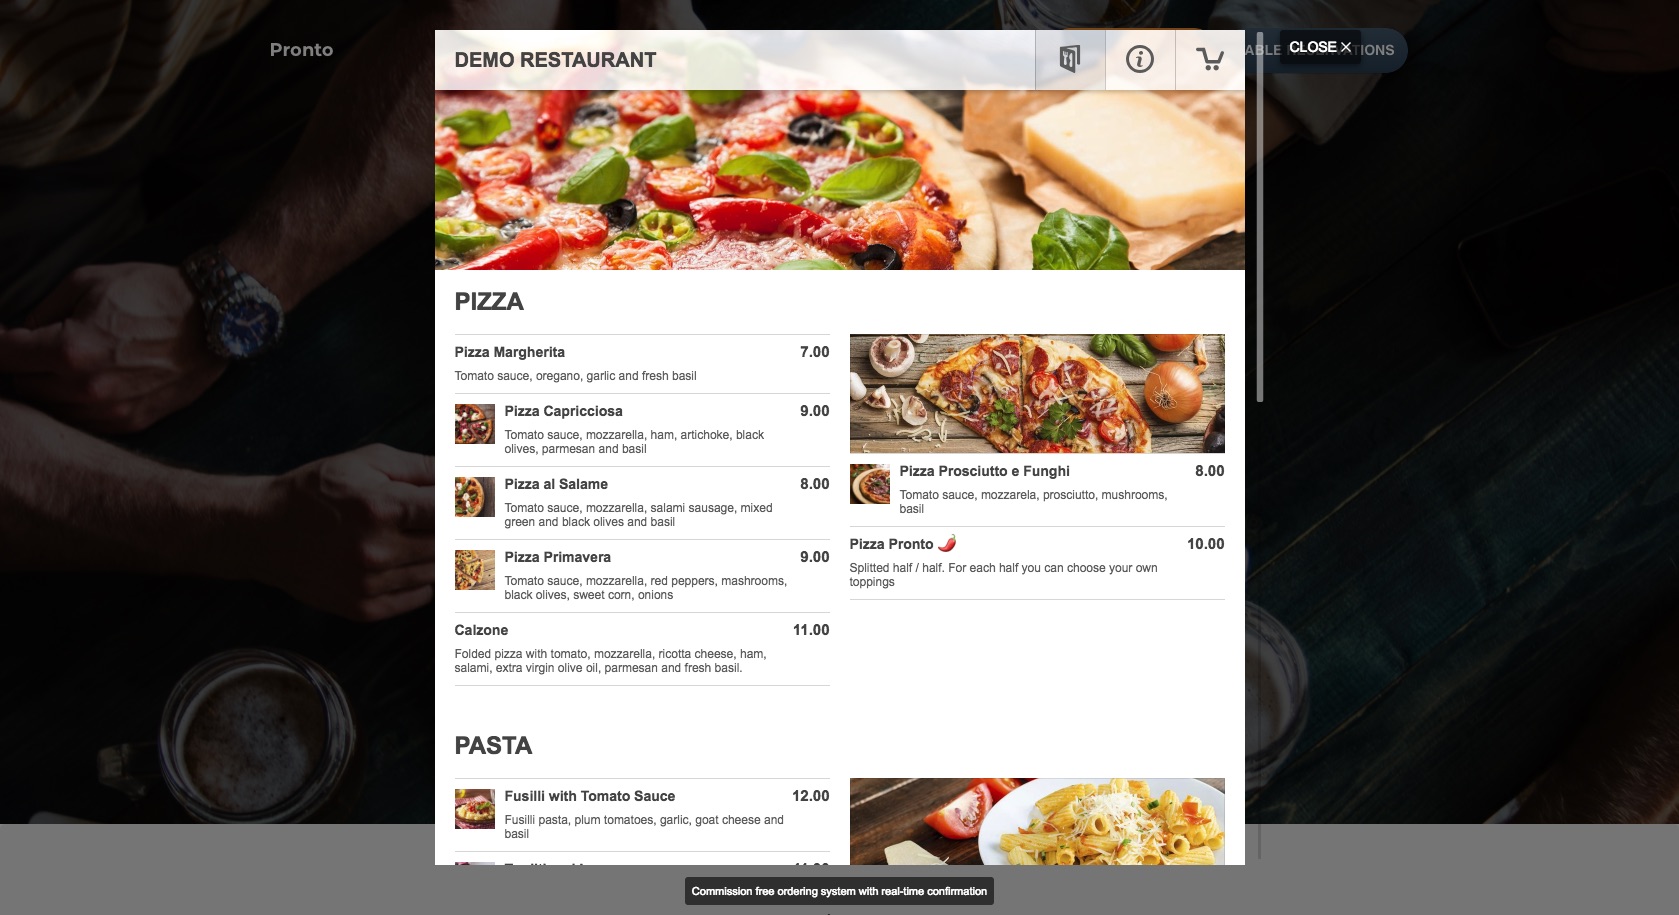 Pronto
DEMO RESTAURANT
ABLE
CLOSE ✕
TIONS
PIZZA
Pizza Margherita 7.00
Tomato sauce, oregano, garlic and fresh basil
Pizza Capricciosa 9.00
Tomato sauce, mozzarella, ham, artichoke, black
olives, parmesan and basil
Pizza al Salame 8.00
Tomato sauce, mozzarella, salami sausage, mixed
green and black olives and basil
Pizza Primavera 9.00
Tomato sauce, mozzarella, red peppers, mashrooms,
black olives, sweet corn, onions
Calzone 11.00
Folded pizza with tomato, mozzarella, ricotta cheese, ham,
salami, extra virgin olive oil, parmesan and fresh basil.
Pizza Prosciutto e Funghi 8.00
Tomato sauce, mozzarela, prosciutto, mushrooms,
basil
Pizza Pronto 🌶️ 10.00
Splitted half / half. For each half you can choose your own
toppings
PASTA
Fusilli with Tomato Sauce 12.00
Fusilli pasta, plum tomatoes, garlic, goat cheese and
basil
Commission free ordering system with real-time confirmation